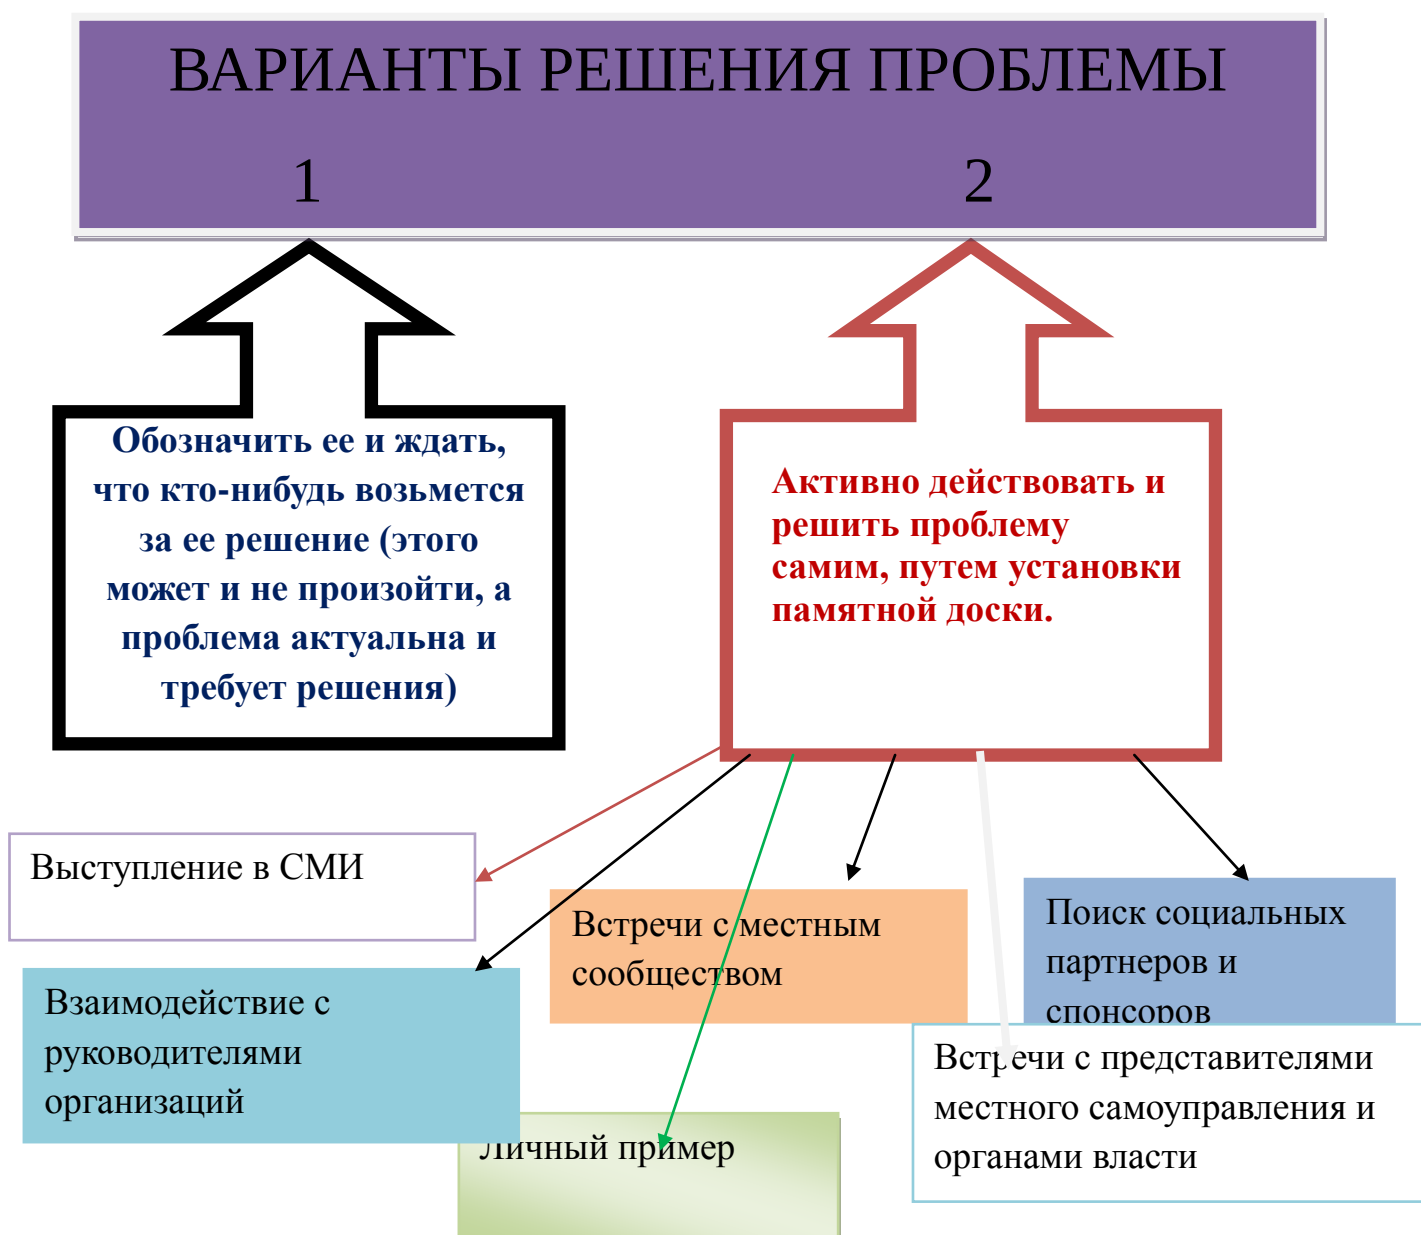 ВАРИАНТЫ РЕШЕНИЯ ПРОБЛЕМЫ
1 2
Обозначить ее и ждать,
что кто-нибудь возьмется
за ее решение (этого
может и не произойти, а
проблема актуальна и
требует решения)
Активно действовать и
решить проблему
самим, путем установки
памятной доски.
Выступление в СМИ
Взаимодействие с
руководителями
организаций
Встречи с местным
сообществом
Поиск социальных
партнеров и
спонсоров
Личный пример
Встречи с представителями
местного самоуправления и
органами власти